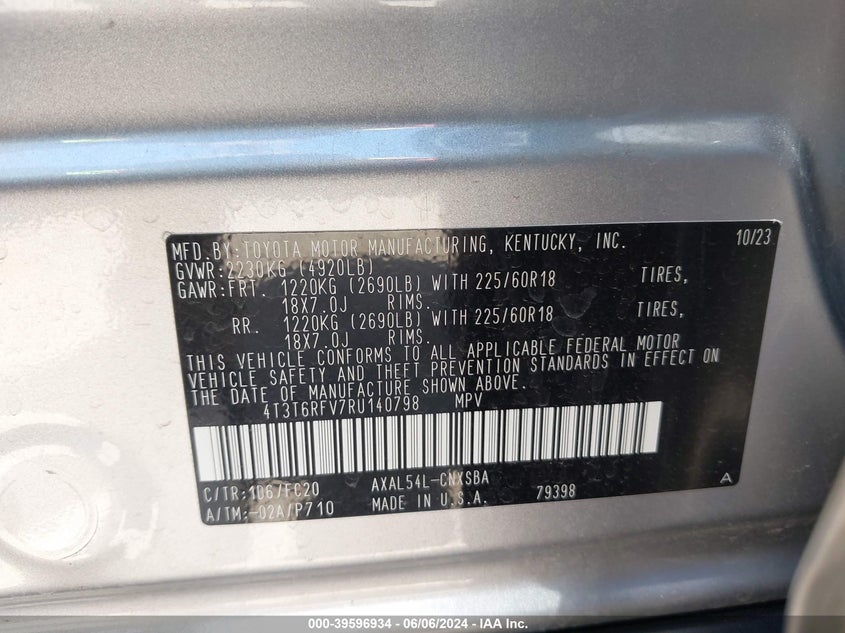 MFD.BY:TOYOTA MOTOR MANUFACTURING, KENTUCKY, INC. 10/23
GVWR:2230KG (4920LB)
GAWR:FRT. 1220KG (2690LB) WITH 225/60R18 TIRES,
18X7.0J RIMS.
RR. 1220KG (2690LB) WITH 225/60R18 TIRES,
18X7.0J RIMS.
THIS VEHICLE CONFORMS TO ALL APPLICABLE FEDERAL MOTOR
VEHICLE SAFETY AND THEFT PREVENTION STANDARDS IN EFFECT ON
THE DATE OF MANUFACTURE SHOWN ABOVE.
4T3T6RFV7RU140798 MPV
C/TR:1D67FC20 AXAL54L-CNXSBA A
A/TM:-02A/P710 MADE IN U.S.A. 79398
000-39596934 - 06/06/2024 - IAA Inc.